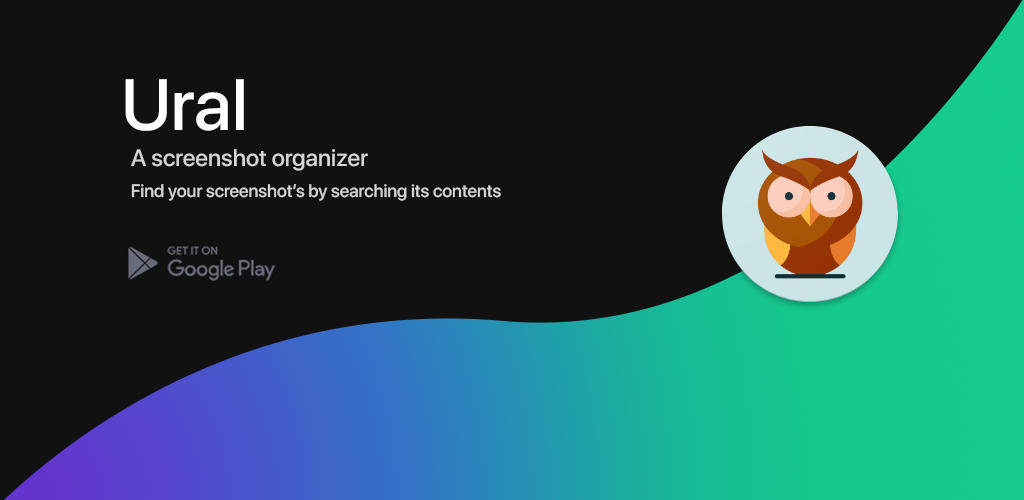 Ural
A screenshot organizer
Find your screenshot’s by searching its contents
GET IT ON
Google Play